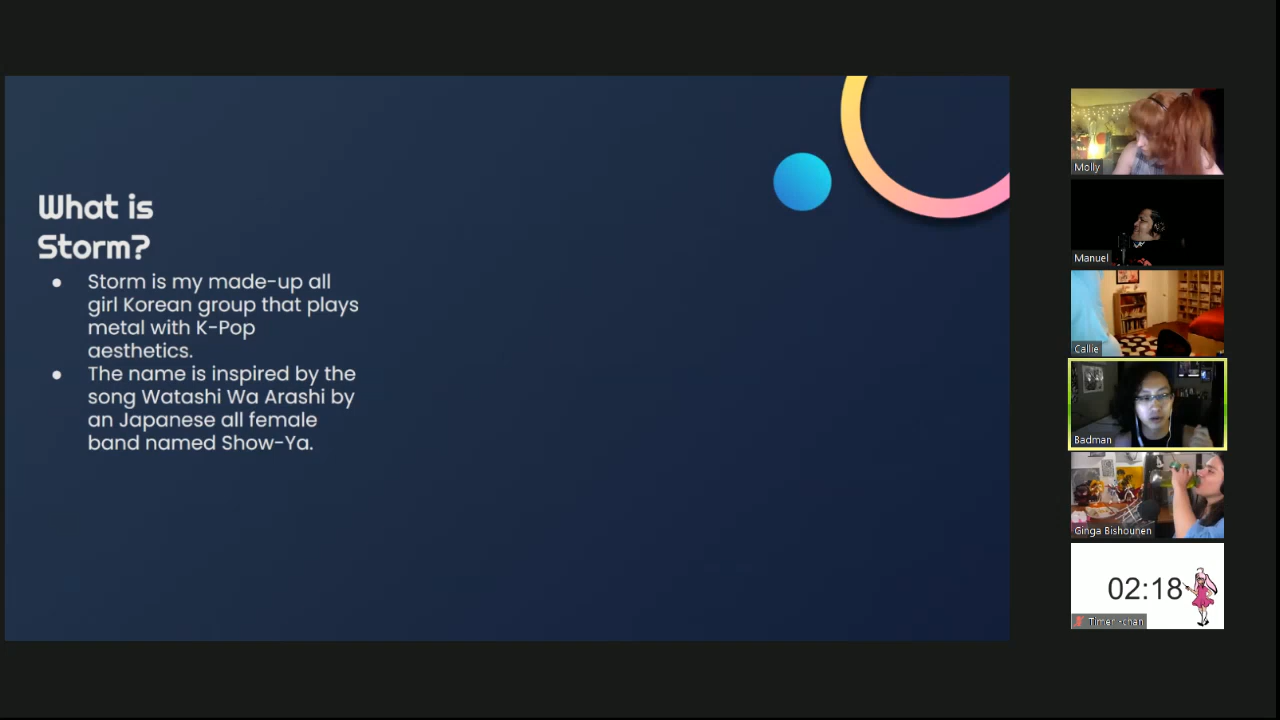 What is
Storm?
● Storm is my made-up all
girl Korean group that plays
metal with K-Pop
aesthetics.
● The name is inspired by the
song Watashi Wa Arashi by
an Japanese all female
band named Show-Ya.
Molly
Manuel
Callie
Badman
Ginga Bishounen
02:18
Timer -chan